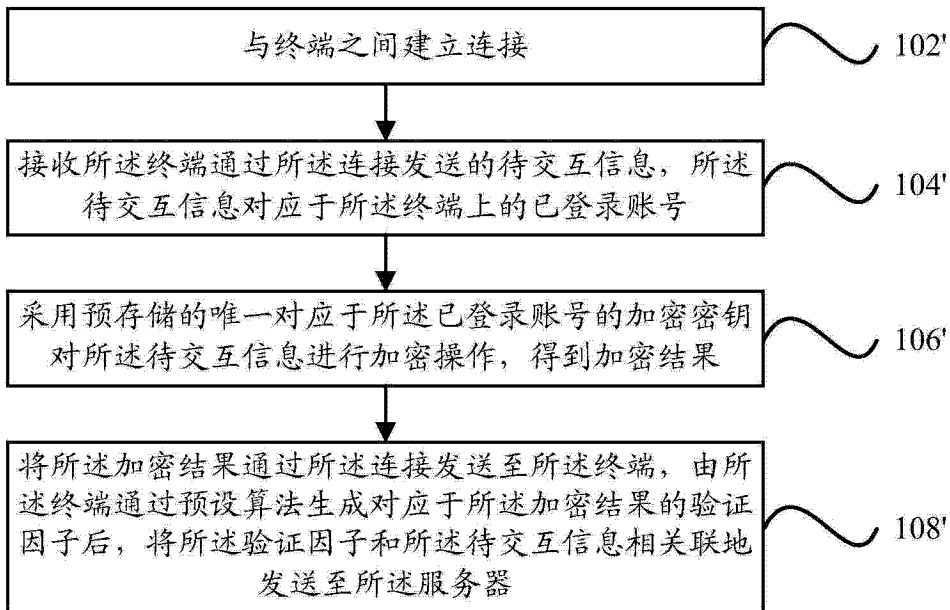 与终端之间建立连接
102'
接收所述终端通过所述连接发送的待交互信息，所述
待交互信息对应于所述终端上的已登录账号
104'
采用预存储的唯一对应于所述已登录账号的加密密钥
对所述待交互信息进行加密操作，得到加密结果
106'
将所述加密结果通过所述连接发送至所述终端，由所
述终端通过预设算法生成对应于所述加密结果的验证
因子后，将所述验证因子和所述待交互信息相关联地
发送至所述服务器
108'